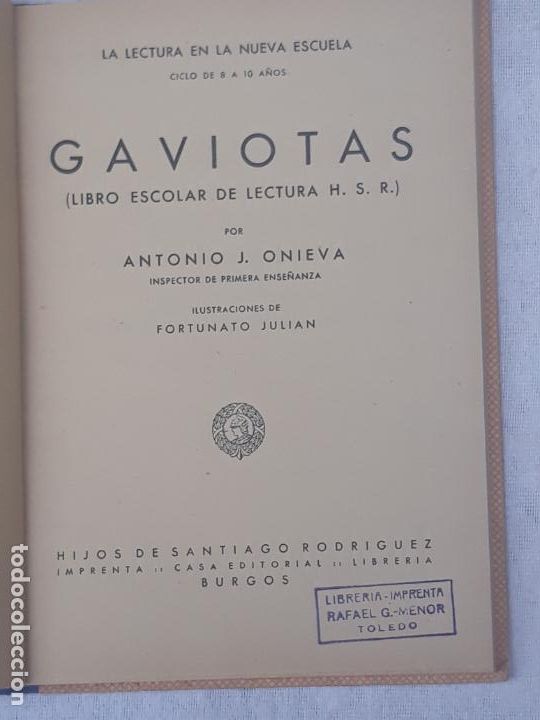 LA LECTURA EN LA NUEVA ESCUELA
CICLO DE 8 A 10 AÑOS
GAVIOTAS
(LIBRO ESCOLAR DE LECTURA H. S. R.)
POR
ANTONIO J. ONIEVA
INSPECTOR DE PRIMERA ENSEÑANZA
ILUSTRACIONES DE
FORTUNATO JULIAN
HIJOS DE SANTIAGO RODRIGUEZ
IMPRENTA :: CASA EDITORIAL :: LIBRERIA
BURGOS
LIBRERIA-IMPRENTA
RAFAEL G.-MENOR
TOLEDO
todocoleccion.net